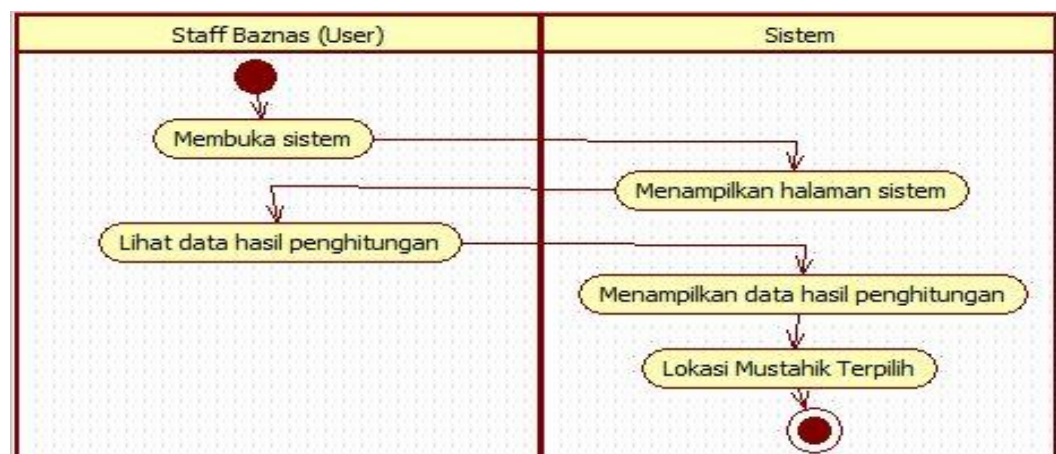 Staff Baznas (User)
Sistem
Membuka sistem
Menampilkan halaman sistem
Lihat data hasil penghitungan
Menampilkan data hasil penghitungan
Lokasi Mustahik Terpilih